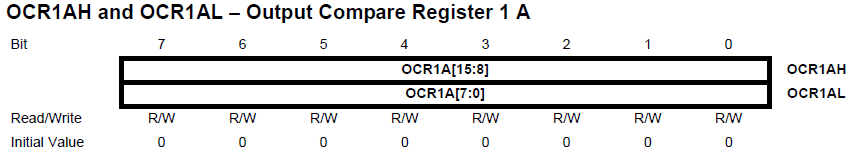 OCR1AH and OCR1AL – Output Compare Register 1 A
Bit 7 6 5 4 3 2 1 0
OCR1A[15:8] OCR1AH
OCR1A[7:0] OCR1AL
Read/Write R/W R/W R/W R/W R/W R/W R/W R/W
Initial Value 0 0 0 0 0 0 0 0